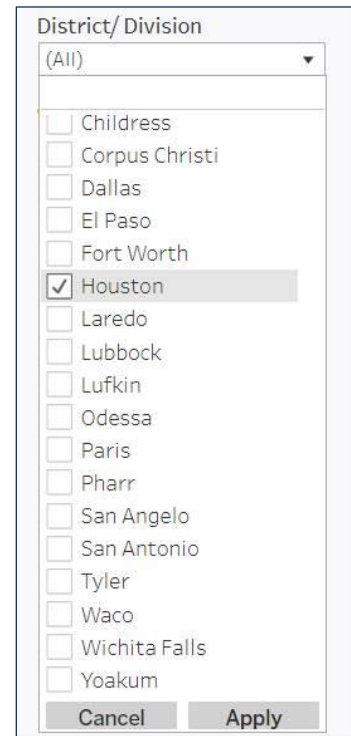 District/ Division
(All)
Childress
Corpus Christi
Dallas
El Paso
Fort Worth
Houston
Laredo
Lubbock
Lufkin
Odessa
Paris
Pharr
San Angelo
San Antonio
Tyler
Waco
Wichita Falls
Yoakum
Cancel Apply